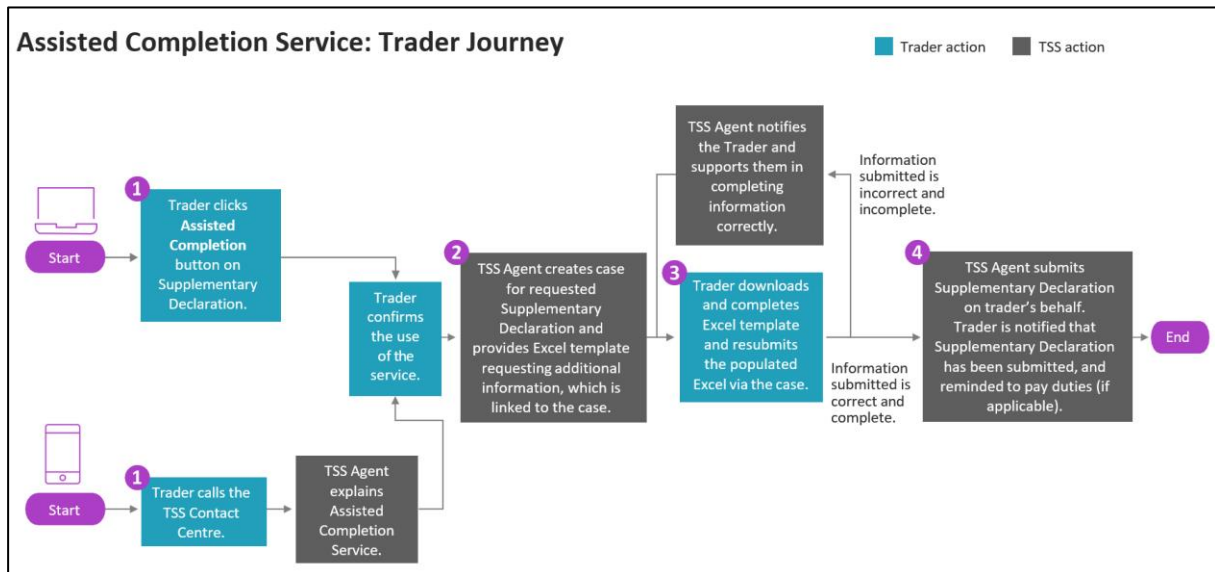 Assisted Completion Service: Trader Journey
Trader action
TSS action
1
Start
Trader clicks
Assisted
Completion
button on
Supplementary
Declaration.
1
Start
Trader calls the
TSS Contact
Centre.
TSS Agent
explains
Assisted
Completion
Service.
Trader
confirms
the use
of the
service.
2
TSS Agent creates case
for requested
Supplementary
Declaration and
provides Excel template
requesting additional
information, which is
linked to the case.
TSS Agent notifies
the Trader and
supports them in
completing
information
correctly.
3
Trader downloads
and completes
Excel template
and resubmits
the populated
Excel via the case.
Information
submitted is
incorrect and
incomplete.
Information
submitted is
correct and
complete.
4
TSS Agent submits
Supplementary Declaration
on trader’s behalf.
Trader is notified that
Supplementary Declaration
has been submitted, and
reminded to pay duties (if
applicable).
End